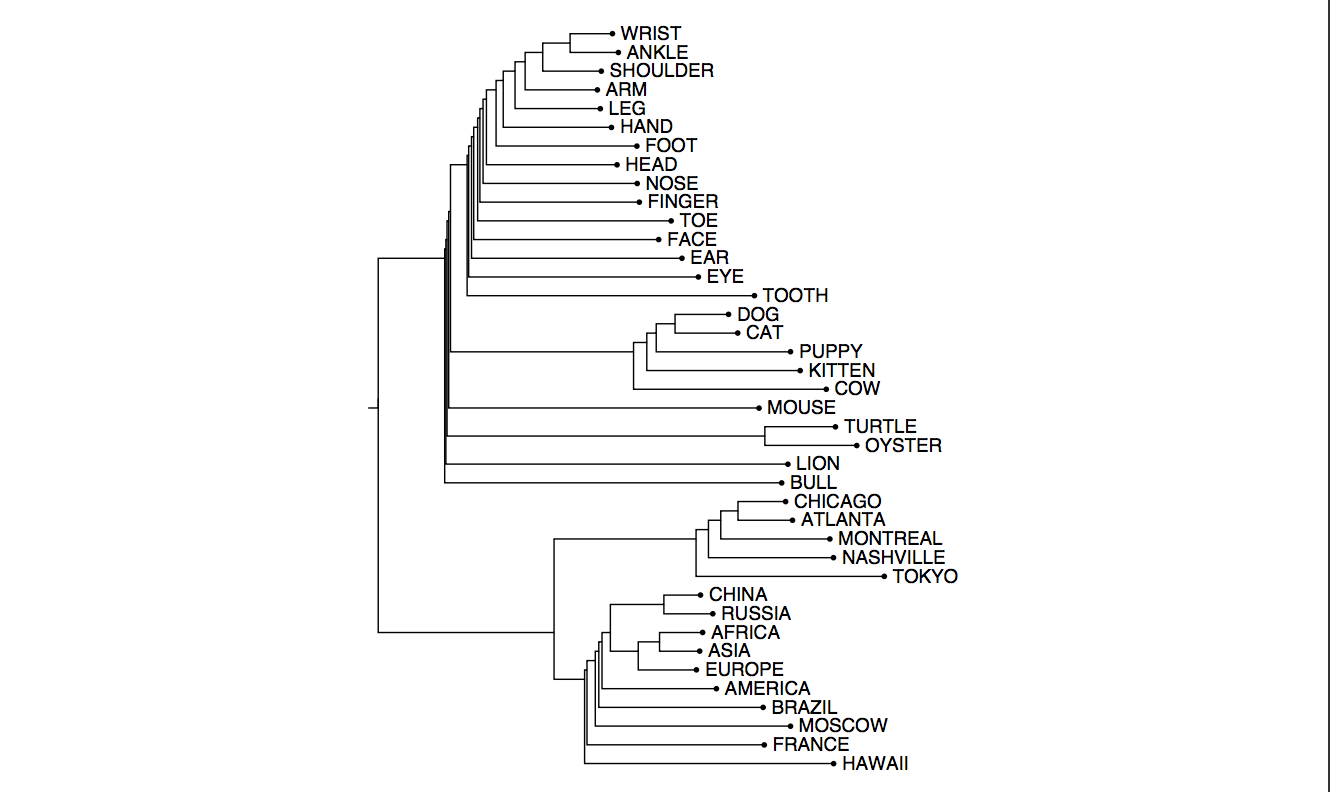 WRIST
ANKLE
SHOULDER
ARM
LEG
HAND
FOOT
HEAD
NOSE
FINGER
TOE
FACE
EAR
EYE
TOOTH
DOG
CAT
PUPPY
KITTEN
COW
MOUSE
TURTLE
OYSTER
LION
BULL
CHICAGO
ATLANTA
MONTREAL
NASHVILLE
TOKYO
CHINA
RUSSIA
AFRICA
ASIA
EUROPE
AMERICA
BRAZIL
MOSCOW
FRANCE
HAWAII